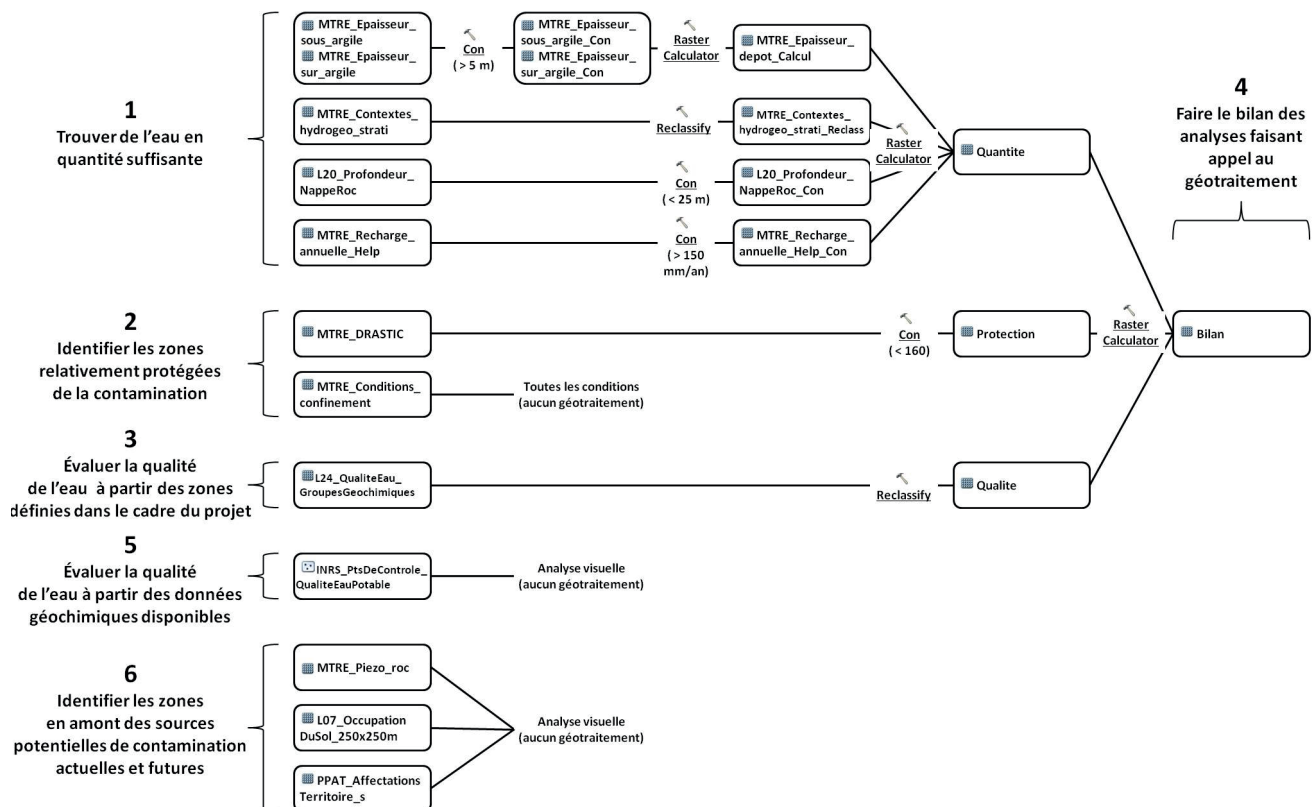 1
Trouver de l'eau en
quantité suffisante
MTRE_Epaisseur_
sous_argile
MTRE_Epaisseur_
sur_argile
Con
( > 5 m)
MTRE_Epaisseur_
sous_argile_Con
MTRE_Epaisseur_
sur_argile_Con
Raster
Calculator
MTRE_Epaisseur_
depot_Calcul
MTRE_Contextes_
hydrogeo_strati
Reclassify
MTRE_Contextes_
hydrogeo_strati_Reclass
L20_Profondeur_
NappeRoc
Con
( < 25 m)
L20_Profondeur_
NappeRoc_Con
MTRE_Recharge_
annuelle_Help
Con
( > 150
mm/an)
MTRE_Recharge_
annuelle_Help_Con
Raster
Calculator
Quantite
4
Faire le bilan des
analyses faisant
appel au
géotraitement
2
Identifier les zones
relativement protégées
de la contamination
MTRE_DRASTIC
Con
( < 160)
Protection
Raster
Calculator
Bilan
MTRE_Conditions_
confinement
Toutes les conditions
(aucun géotraitement)
3
Évaluer la qualité
de l'eau à partir des zones
définies dans le cadre du projet
L24_QualiteEau_
GroupesGeochimiques
Reclassify
Qualite
5
Évaluer la qualité
de l'eau à partir des données
géochimiques disponibles
INRS_PtsDeControle_
QualiteEauPotable
Analyse visuelle
(aucun géotraitement)
6
Identifier les zones
en amont des sources
potentielles de contamination
actuelles et futures
MTRE_Piezo_roc
L07_Occupation
DuSol_250x250m
PPAT_Affectations
Territoire_s
Analyse visuelle
(aucun géotraitement)